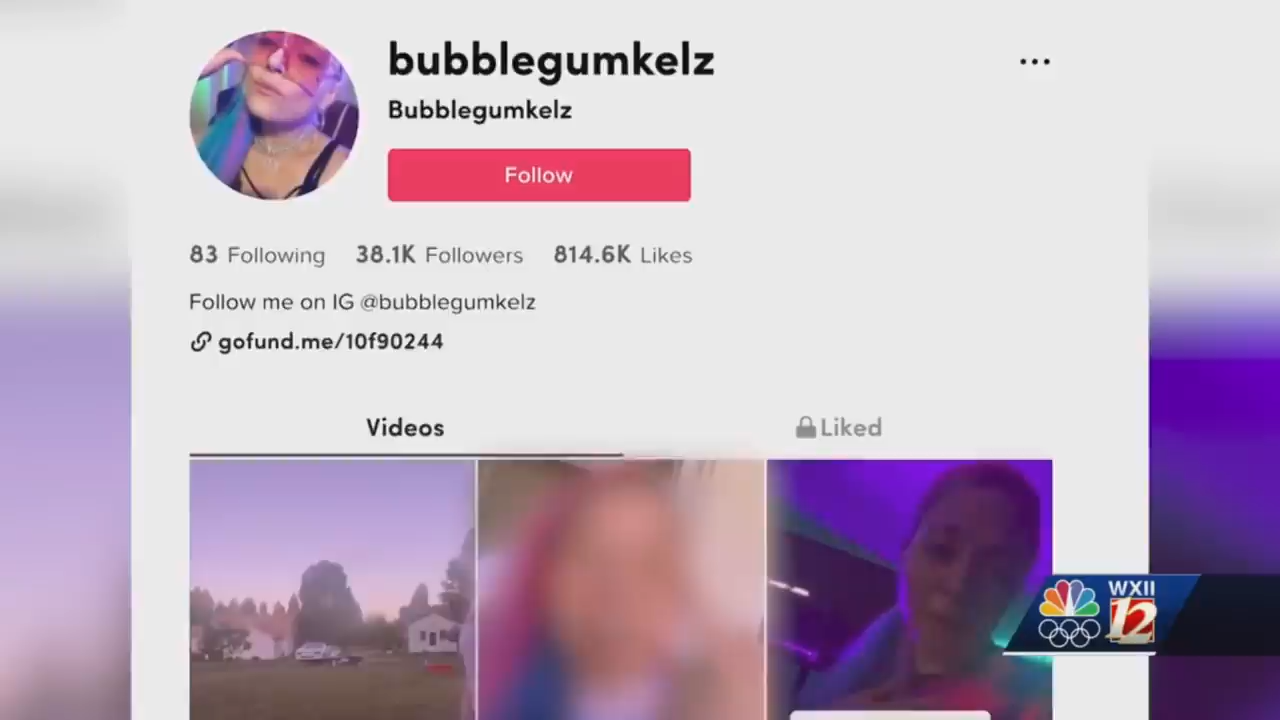 bubblegumkelz
Bubblegumkelz
Follow
83 Following 38.1K Followers 814.6K Likes
Follow me on IG @bubblegumkelz
gofund.me/10f90244
Videos Liked
WXII
12